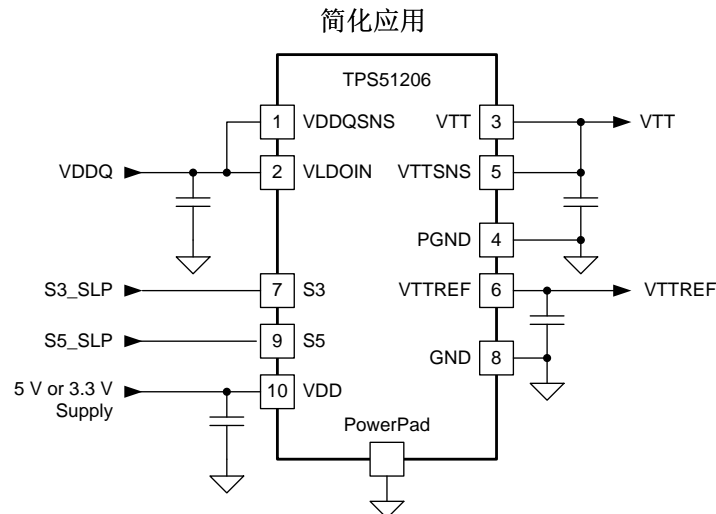 简化应用
TPS51206
1 VDDQSNS VTT 3 VTT
VDDQ 2 VLDOIN VTTSNS 5
PGND 4
S3_SLP 7 S3 VTTREF 6 VTTREF
S5_SLP 9 S5 GND 8
5 V or 3.3 V 10 VDD
Supply
PowerPad